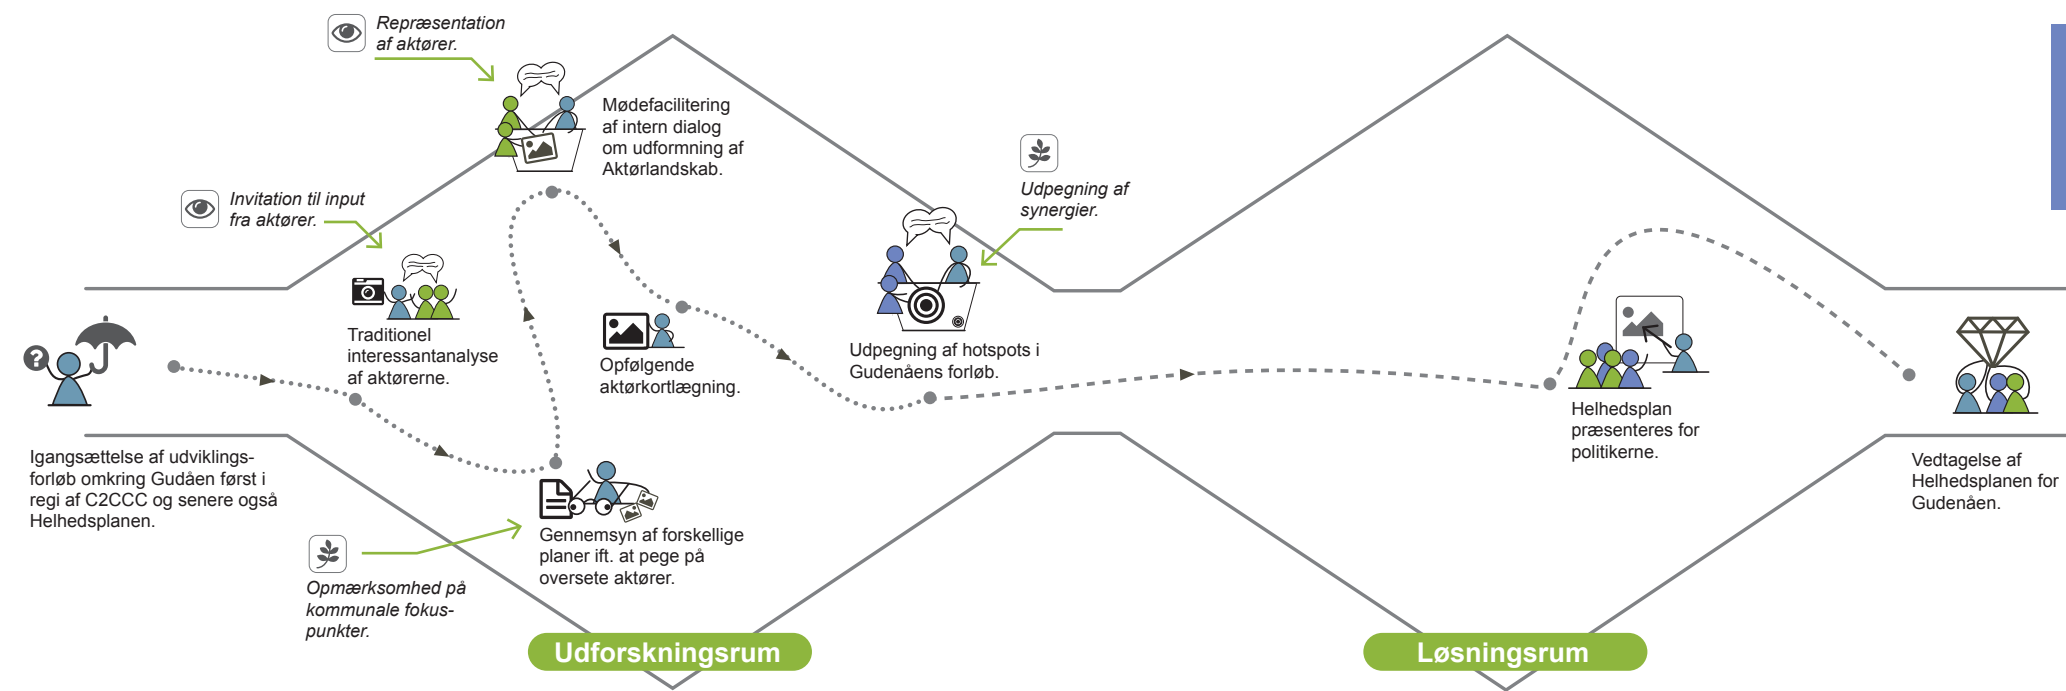 Repræsentation
af aktører.
Mødefacilitering
af intern dialog
om udformning af
Aktørlandskab.
Invitation til input
fra aktører.
Udpegning af
synergier.
Traditionel
interessantanalyse
af aktørerne.
Opfølgende
aktørkortlægning.
Udpegning af hotspots i
Gudenåens forløb.
?
Igangsættelse af udviklings-
forløb omkring Gudåen først i
regi af C2CCC og senere også
Helhedsplanen.
Gennemsyn af forskellige
planer ift. at pege på
oversete aktører.
Opmærksomhed på
kommunale fokus-
punkter.
Helhedsplan
præsenteres for
politikerne.
Vedtagelse af
Helhedsplanen for
Gudenåen.
Udforskningsrum
Løsningsrum